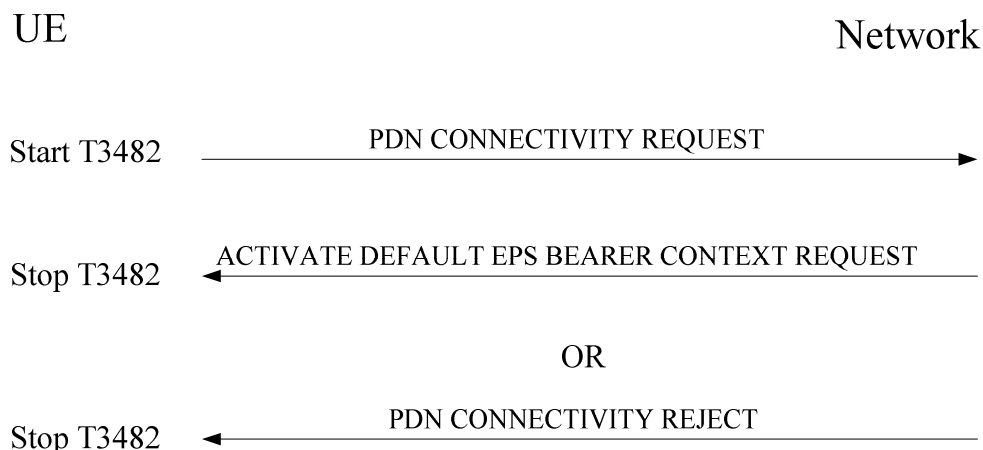 UE
Network
Start T3482
PDN CONNECTIVITY REQUEST
Stop T3482
ACTIVATE DEFAULT EPS BEARER CONTEXT REQUEST
OR
Stop T3482
PDN CONNECTIVITY REJECT